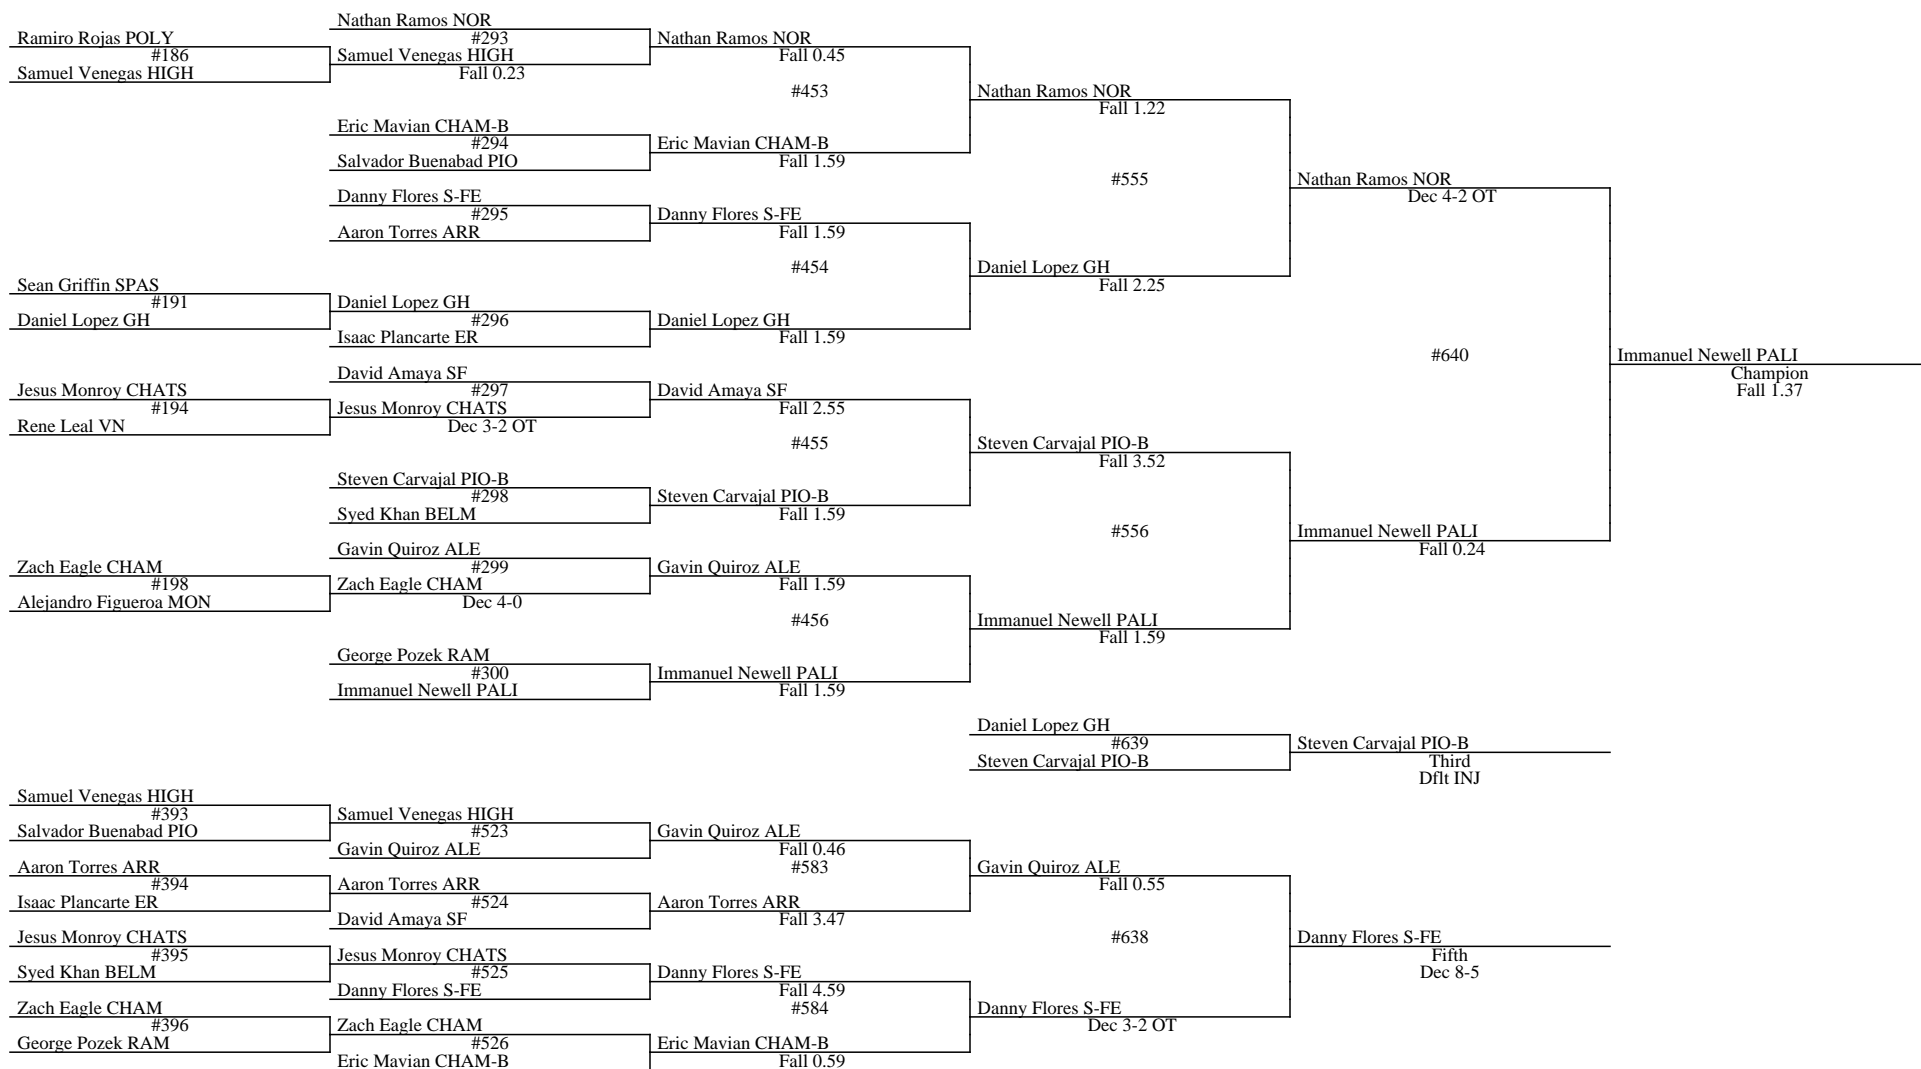 Nathan Ramos NOR
Ramiro Rojas POLY
#293
Nathan Ramos NOR
#186
Samuel Venegas HIGH
Fall 0.45
Samuel Venegas HIGH
Fall 0.23
#453
Nathan Ramos NOR
Fall 1.22
Eric Mavian CHAM-B
#294
Eric Mavian CHAM-B
Salvador Buenabad PIO
Fall 1.59
#555
Nathan Ramos NOR
Danny Flores S-FE
Dec 4-2 OT
#295
Danny Flores S-FE
Aaron Torres ARR
Fall 1.59
#454
Daniel Lopez GH
Sean Griffin SPAS
Fall 2.25
#191
Daniel Lopez GH
Daniel Lopez GH
#296
Daniel Lopez GH
Isaac Plancarte ER
Fall 1.59
#640
Immanuel Newell PALI
David Amaya SF
Champion
Jesus Monroy CHATS
#297
David Amaya SF
Fall 1.37
#194
Jesus Monroy CHATS
Fall 2.55
Rene Leal VN
Dec 3-2 OT
#455
Steven Carvajal PIO-B
Fall 3.52
Steven Carvajal PIO-B
#298
Steven Carvajal PIO-B
Syed Khan BELM
Fall 1.59
#556
Immanuel Newell PALI
Gavin Quiroz ALE
Fall 0.24
Zach Eagle CHAM
#299
Gavin Quiroz ALE
#198
Zach Eagle CHAM
Fall 1.59
Alejandro Figueroa MON
Dec 4-0
#456
Immanuel Newell PALI
Fall 1.59
George Pozek RAM
#300
Immanuel Newell PALI
Immanuel Newell PALI
Fall 1.59
Daniel Lopez GH
#639
Steven Carvajal PIO-B
Steven Carvajal PIO-B
Third
Dflt INJ
Samuel Venegas HIGH
#393
Samuel Venegas HIGH
Salvador Buenabad PIO
#523
Gavin Quiroz ALE
Gavin Quiroz ALE
Fall 0.46
Aaron Torres ARR
#583
Gavin Quiroz ALE
#394
Aaron Torres ARR
Fall 0.55
Isaac Plancarte ER
#524
Aaron Torres ARR
David Amaya SF
Fall 3.47
Jesus Monroy CHATS
#638
Danny Flores S-FE
#395
Jesus Monroy CHATS
Fifth
Syed Khan BELM
#525
Danny Flores S-FE
Dec 8-5
Danny Flores S-FE
Fall 4.59
Zach Eagle CHAM
#584
Danny Flores S-FE
#396
Zach Eagle CHAM
Dec 3-2 OT
George Pozek RAM
#526
Eric Mavian CHAM-B
Eric Mavian CHAM-B
Fall 0.59